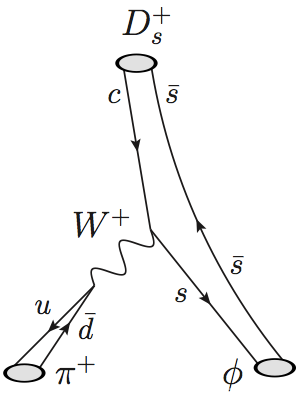 D_s^+
c s̄
W^+
s s̄
u d̄
π^+ ϕ